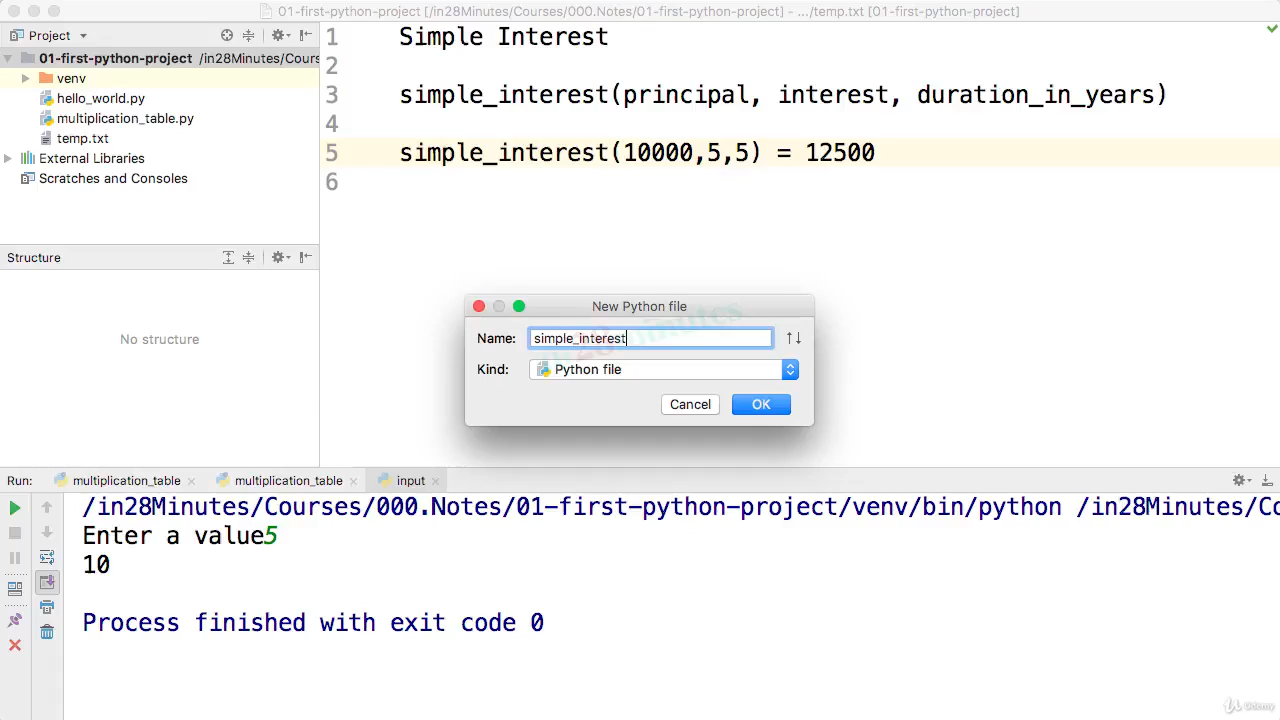 01-first-python-project [/in28Minutes/Courses/000.Notes/01-first-python-project] - .../temp.txt [01-first-python-project]
Project
01-first-python-project /in28Minutes/Cours
venv
hello_world.py
multiplication_table.py
temp.txt
External Libraries
Scratches and Consoles
1 Simple Interest
2
3 simple_interest(principal, interest, duration_in_years)
4
5 simple_interest(10000,5,5) = 12500
6
Structure
No structure
New Python file
Name: simple_interest
in28minutes
Kind: Python file
Cancel OK
Run: multiplication_table multiplication_table input
/in28Minutes/Courses/000.Notes/01-first-python-project/venv/bin/python /in28Minutes/Co
Enter a value5
10
Process finished with exit code 0
Udemy